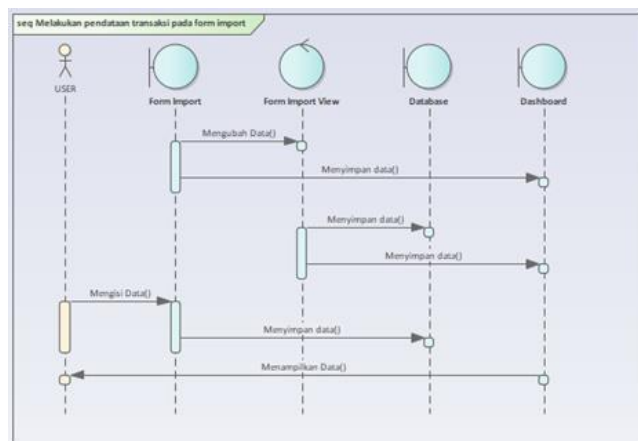 seq Melakukan pendataan transaksi pada form import
USER
Form Import
Form Import View
Database
Dashboard
Mengubah Data()
Menyimpan data()
Menyimpan data()
Menyimpan data()
Mengisi Data()
Menyimpan data()
Menampilkan Data()